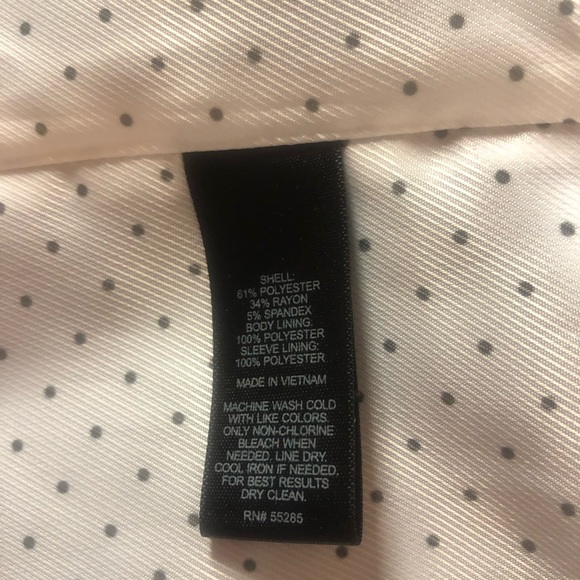 SHELL:
61% POLYESTER
34% RAYON
5% SPANDEX
BODY LINING:
100% POLYESTER
SLEEVE LINING:
100% POLYESTER
MADE IN VIETNAM
MACHINE WASH COLD
WITH LIKE COLORS.
ONLY NON-CHLORINE
BLEACH WHEN
NEEDED. LINE DRY.
COOL IRON IF NEEDED.
FOR BEST RESULTS
DRY CLEAN.
RN# 55285